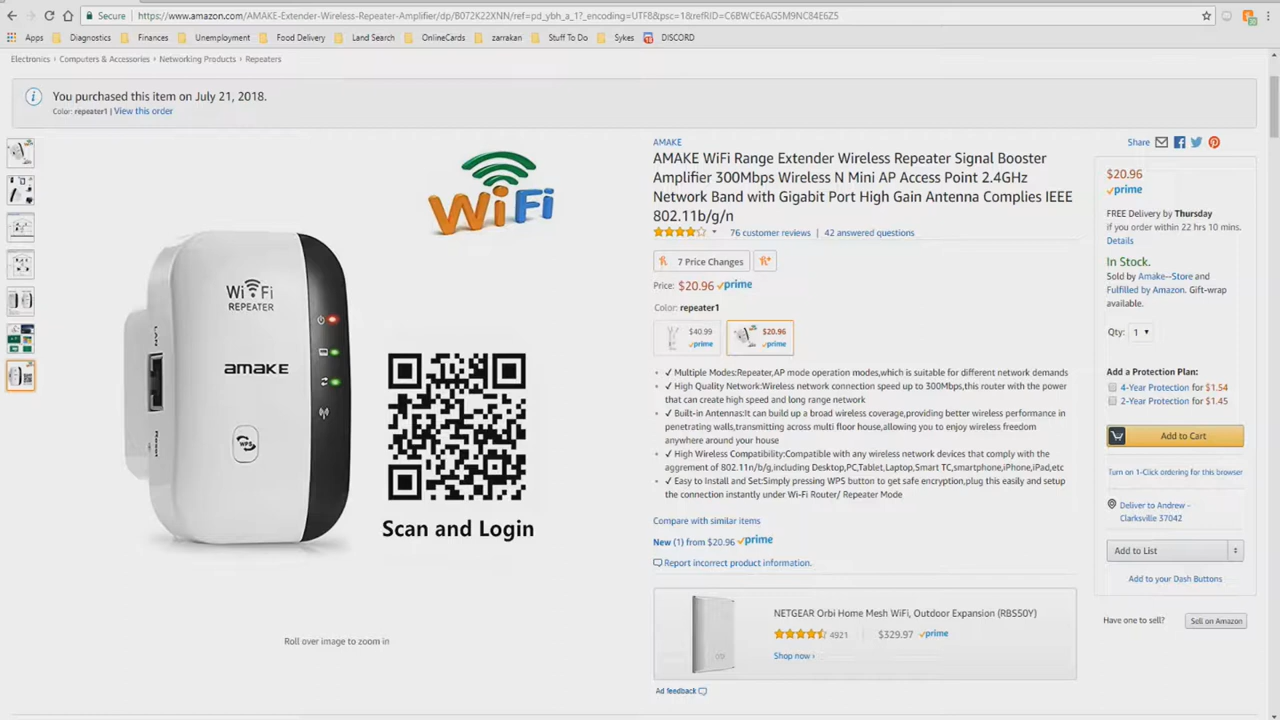 Secure
https://www.amazon.com/AMAKE-Extender-Wireless-Repeater-Amplifier/dp/B072K22XNN/ref=pd_ybh_a_1?_encoding=UTF8&psc=1&refRID=C6BWCE6AGSM9NC84E6Z5
Apps Diagnostics Finances Unemployment Food Delivery Land Search OnlineCards zarrakan Stuff To Do Sykes DISCORD
Electronics › Computers & Accessories › Networking Products › Repeaters
You purchased this item on July 21, 2018.
Color: repeater1 | View this order
WiFi
WiFi
REPEATER
AMAKE
LAN
Reset
WPS
Scan and Login
Roll over image to zoom in
AMAKE
AMAKE WiFi Range Extender Wireless Repeater Signal Booster
Amplifier 300Mbps Wireless N Mini AP Access Point 2.4GHz
Network Band with Gigabit Port High Gain Antenna Complies IEEE
802.11b/g/n
76 customer reviews | 42 answered questions
7 Price Changes
Price: $20.96 prime
Color: repeater1
$40.99
prime
$20.96
prime
✓ Multiple Modes:Repeater,AP mode operation modes,which is suitable for different network demands
✓ High Quality Network:Wireless network connection speed up to 300Mbps,this router with the power
that can create high speed and long range network
✓ Built-in Antennas:It can build up a broad wireless coverage,providing better wireless performance in
penetrating walls,transmitting across multi floor house,allowing you to enjoy wireless freedom
anywhere around your house
✓ High Wireless Compatibility:Compatible with any wireless network devices that comply with the
aggrement of 802.11n/b/g,including Desktop,PC,Tablet,Laptop,Smart TC,smartphone,iPhone,iPad,etc
✓ Easy to Install and Set:Simply pressing WPS button to get safe encryption,plug this easily and setup
the connection instantly under Wi-Fi Router/ Repeater Mode
Compare with similar items
New (1) from $20.96 prime
Report incorrect product information.
NETGEAR Orbi Home Mesh WiFi, Outdoor Expansion (RBS50Y)
4921 $329.97 prime
Shop now ›
Ad feedback
Share
$20.96
prime
FREE Delivery by Thursday
if you order within 22 hrs 10 mins.
Details
In Stock.
Sold by Amake--Store and
Fulfilled by Amazon. Gift-wrap
available.
Qty: 1
Add a Protection Plan:
4-Year Protection for $1.54
2-Year Protection for $1.45
Add to Cart
Turn on 1-Click ordering for this browser
Deliver to Andrew -
Clarksville 37042
Add to List
Add to your Dash Buttons
Have one to sell? Sell on Amazon